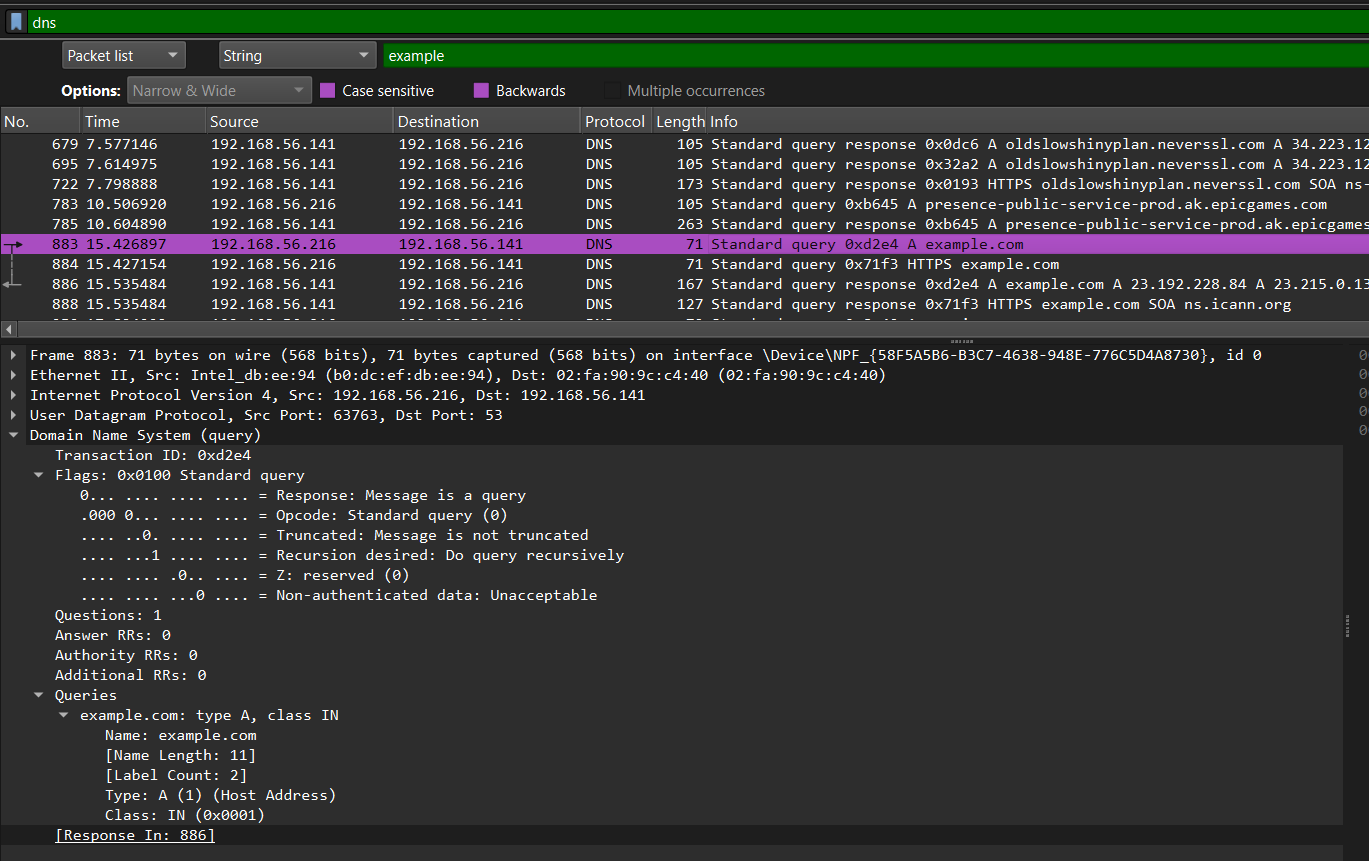 dns
Packet list String example
Options: Narrow & Wide Case sensitive Backwards Multiple occurrences
No. Time Source Destination Protocol Length Info
679 7.577146 192.168.56.141 192.168.56.216 DNS 105 Standard query response 0x0dc6 A oldslowshinyplan.neverssl.com A 34.223.12
695 7.614975 192.168.56.141 192.168.56.216 DNS 105 Standard query response 0x32a2 A oldslowshinyplan.neverssl.com A 34.223.12
722 7.798888 192.168.56.141 192.168.56.216 DNS 173 Standard query response 0x0193 HTTPS oldslowshinyplan.neverssl.com SOA ns-
783 10.506920 192.168.56.216 192.168.56.141 DNS 105 Standard query 0xb645 A presence-public-service-prod.ak.epicgames.com
785 10.604890 192.168.56.141 192.168.56.216 DNS 263 Standard query response 0xb645 A presence-public-service-prod.ak.epicgames
883 15.426897 192.168.56.216 192.168.56.141 DNS 71 Standard query 0xd2e4 A example.com
884 15.427154 192.168.56.216 192.168.56.141 DNS 71 Standard query 0x71f3 HTTPS example.com
886 15.535484 192.168.56.141 192.168.56.216 DNS 167 Standard query response 0xd2e4 A example.com A 23.192.228.84 A 23.215.0.13
888 15.535484 192.168.56.141 192.168.56.216 DNS 127 Standard query response 0x71f3 HTTPS example.com SOA ns.icann.org
Frame 883: 71 bytes on wire (568 bits), 71 bytes captured (568 bits) on interface \Device\NPF_{58F5A5B6-B3C7-4638-948E-776C5D4A8730}, id 0
Ethernet II, Src: Intel_db:ee:94 (b0:dc:ef:db:ee:94), Dst: 02:fa:90:9c:c4:40 (02:fa:90:9c:c4:40)
Internet Protocol Version 4, Src: 192.168.56.216, Dst: 192.168.56.141
User Datagram Protocol, Src Port: 63763, Dst Port: 53
Domain Name System (query)
Transaction ID: 0xd2e4
Flags: 0x0100 Standard query
0... .... .... .... = Response: Message is a query
.000 0... .... .... = Opcode: Standard query (0)
.... ..0. .... .... = Truncated: Message is not truncated
.... ...1 .... .... = Recursion desired: Do query recursively
.... .... .0.. .... = Z: reserved (0)
.... .... ...0 .... = Non-authenticated data: Unacceptable
Questions: 1
Answer RRs: 0
Authority RRs: 0
Additional RRs: 0
Queries
example.com: type A, class IN
Name: example.com
[Name Length: 11]
[Label Count: 2]
Type: A (1) (Host Address)
Class: IN (0x0001)
[Response In: 886]